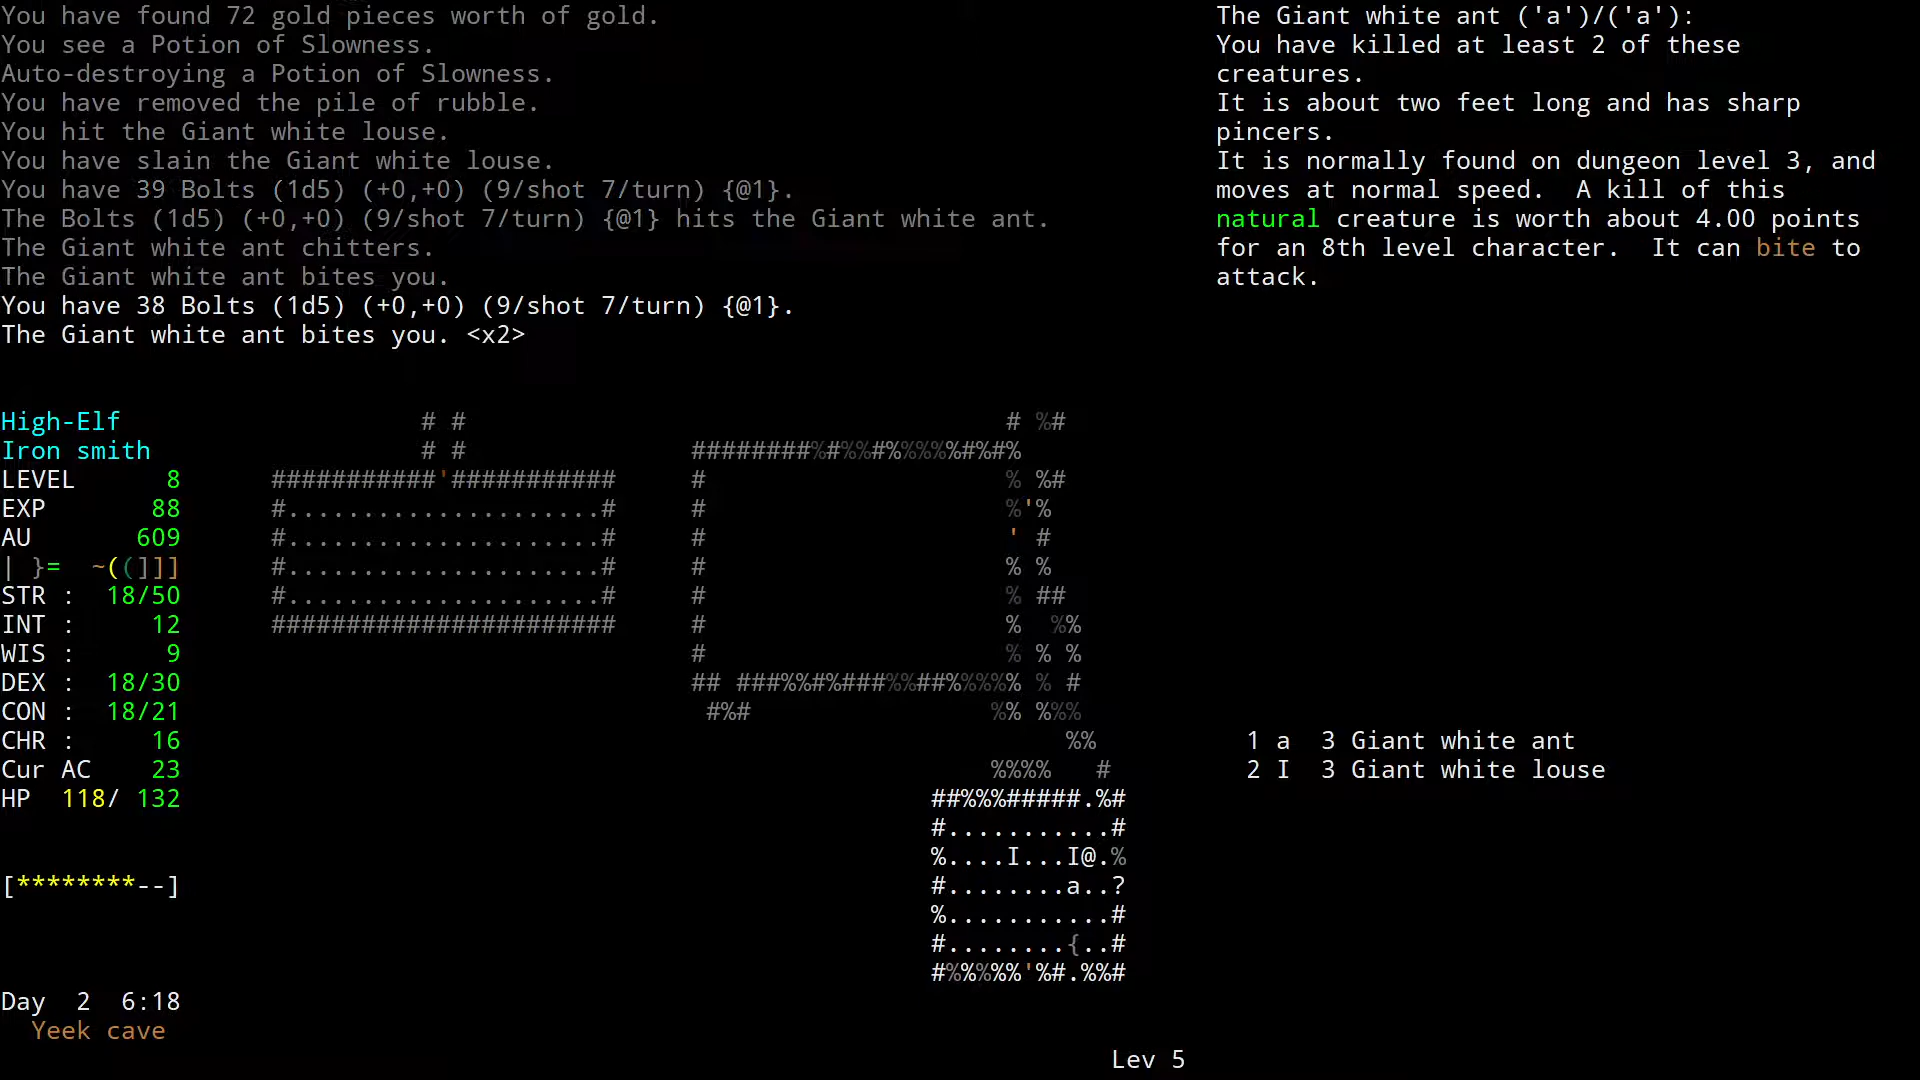 You have found 72 gold pieces worth of gold.
You see a Potion of Slowness.
Auto-destroying a Potion of Slowness.
You have removed the pile of rubble.
You hit the Giant white louse.
You have slain the Giant white louse.
You have 39 Bolts (1d5) (+0,+0) (9/shot 7/turn) {@1}.
The Bolts (1d5) (+0,+0) (9/shot 7/turn) {@1} hits the Giant white ant.
The Giant white ant chitters.
The Giant white ant bites you.
You have 38 Bolts (1d5) (+0,+0) (9/shot 7/turn) {@1}.
The Giant white ant bites you. <x2>
The Giant white ant ('a')/('a'):
You have killed at least 2 of these
creatures.
It is about two feet long and has sharp
pincers.
It is normally found on dungeon level 3, and
moves at normal speed.  A kill of this
natural creature is worth about 4.00 points
for an 8th level character.  It can bite to
attack.
High-Elf
Iron smith
LEVEL 8
EXP 88
AU 609
| }= ~((]]]
STR : 18/50
INT : 12
WIS : 9
DEX : 18/30
CON : 18/21
CHR : 16
Cur AC 23
HP 118/ 132
[********--]
Day 2 6:18
Yeek cave
# # # %#
# # ########%#%%#%%%%%#%#%
###########'########### # % %#
#.....................# # %'%
#.....................# # ' #
#.....................# # % %
#.....................# # % ##
####################### # % %%
# % % %
## ###%%#%###%%##%%%%% % #
#%# %% %%%
%%
%%%% #
##%%%#####.%#
#...........#
%....I...I@.%
#........a..?
%...........#
#........{..#
#%%%%%'%#.%%#
1 a 3 Giant white ant
2 I 3 Giant white louse
Lev 5